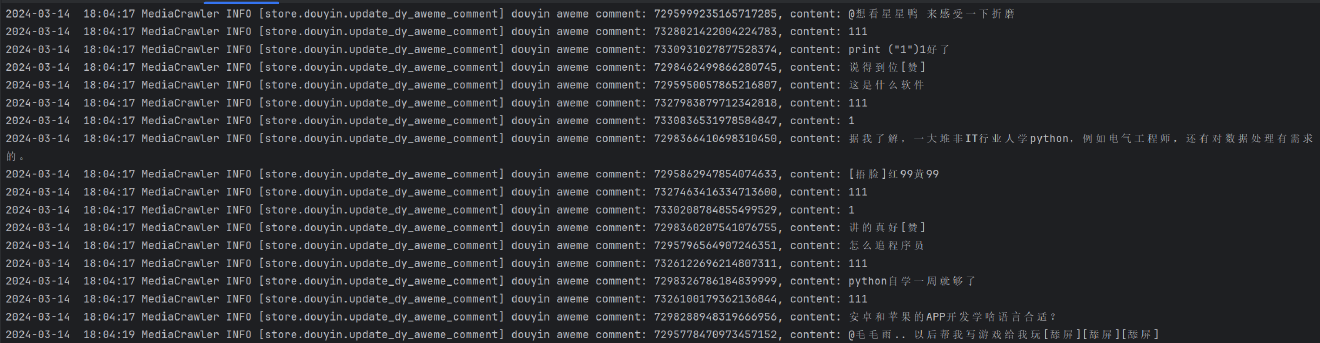 2024-03-14  18:04:17 MediaCrawler INFO [store.douyin.update_dy_aweme_comment] douyin aweme comment: 7295999235165717285, content: @想看星星鸭 来感受一下折磨
2024-03-14  18:04:17 MediaCrawler INFO [store.douyin.update_dy_aweme_comment] douyin aweme comment: 7328021422004224783, content: 111
2024-03-14  18:04:17 MediaCrawler INFO [store.douyin.update_dy_aweme_comment] douyin aweme comment: 7330931027877528374, content: print ("1")1好了
2024-03-14  18:04:17 MediaCrawler INFO [store.douyin.update_dy_aweme_comment] douyin aweme comment: 7298462499866280745, content: 说得到位[赞]
2024-03-14  18:04:17 MediaCrawler INFO [store.douyin.update_dy_aweme_comment] douyin aweme comment: 7295950057865216807, content: 这是什么软件
2024-03-14  18:04:17 MediaCrawler INFO [store.douyin.update_dy_aweme_comment] douyin aweme comment: 7327983879712342818, content: 111
2024-03-14  18:04:17 MediaCrawler INFO [store.douyin.update_dy_aweme_comment] douyin aweme comment: 7330836531978584847, content: 1
2024-03-14  18:04:17 MediaCrawler INFO [store.douyin.update_dy_aweme_comment] douyin aweme comment: 7298366410698310450, content: 据我了解，一大堆非IT行业人学python，例如电气工程师，还有对数据处理有需求
的。
2024-03-14  18:04:17 MediaCrawler INFO [store.douyin.update_dy_aweme_comment] douyin aweme comment: 7295862947854074633, content: [捂脸]红99黄99
2024-03-14  18:04:17 MediaCrawler INFO [store.douyin.update_dy_aweme_comment] douyin aweme comment: 7327463416334713600, content: 111
2024-03-14  18:04:17 MediaCrawler INFO [store.douyin.update_dy_aweme_comment] douyin aweme comment: 7330208784855499529, content: 1
2024-03-14  18:04:17 MediaCrawler INFO [store.douyin.update_dy_aweme_comment] douyin aweme comment: 7298360207541076755, content: 讲的真好[赞]
2024-03-14  18:04:17 MediaCrawler INFO [store.douyin.update_dy_aweme_comment] douyin aweme comment: 7295796564907246351, content: 怎么追程序员
2024-03-14  18:04:17 MediaCrawler INFO [store.douyin.update_dy_aweme_comment] douyin aweme comment: 7326122696214807311, content: 111
2024-03-14  18:04:17 MediaCrawler INFO [store.douyin.update_dy_aweme_comment] douyin aweme comment: 7298326786184839999, content: python自学一周就够了
2024-03-14  18:04:17 MediaCrawler INFO [store.douyin.update_dy_aweme_comment] douyin aweme comment: 7326100179362136844, content: 111
2024-03-14  18:04:17 MediaCrawler INFO [store.douyin.update_dy_aweme_comment] douyin aweme comment: 7298288948319666956, content: 安卓和苹果的APP开发学啥语言合适？
2024-03-14  18:04:19 MediaCrawler INFO [store.douyin.update_dy_aweme_comment] douyin aweme comment: 7295778470973457152, content: @毛毛雨.. 以后帮我写游戏给我玩[舔屏][舔屏][舔屏]